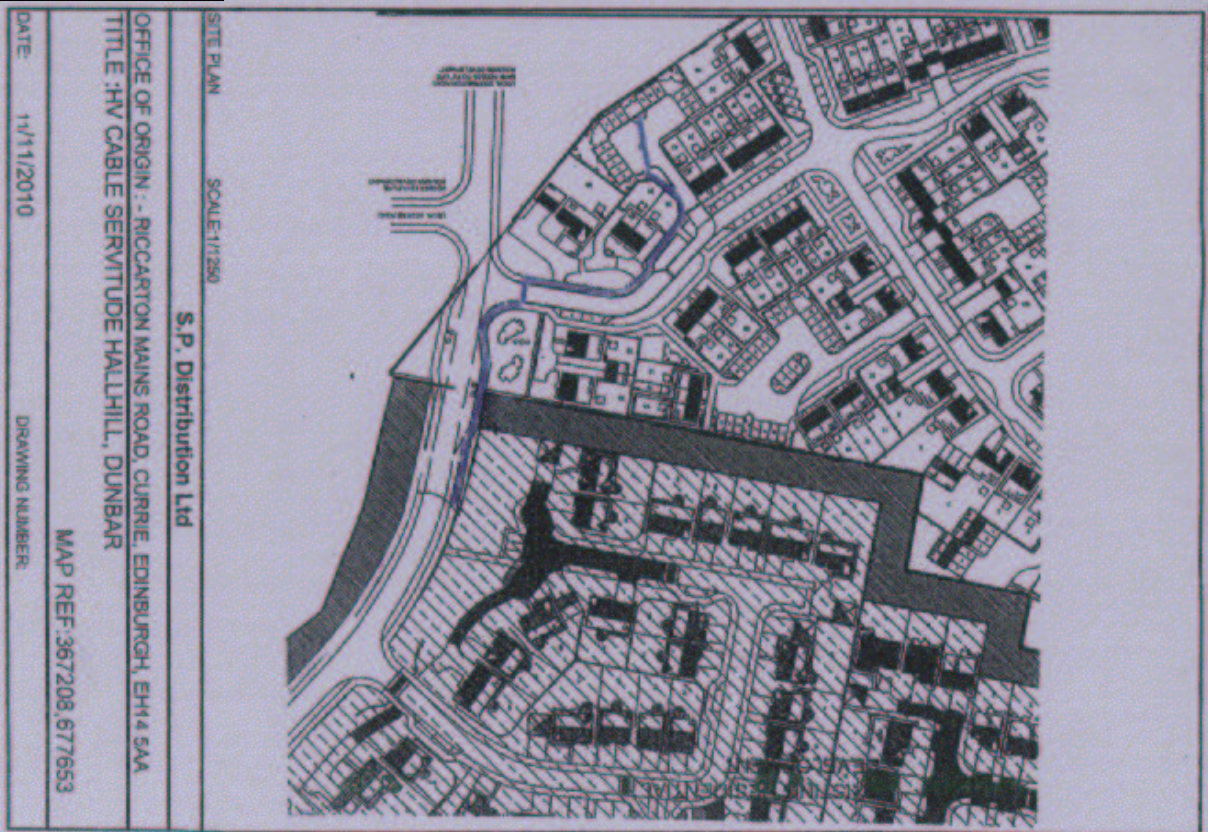 SITE PLAN SCALE:1/1250
S.P. Distribution Ltd
OFFICE OF ORIGIN : - RICCARTON MAINS ROAD, CURRIE, EDINBURGH, EH14 5AA
TITLE :HV CABLE SERVITUDE HALLHILL, DUNBAR
MAP REF:367208,677653
DATE: 11/11/2010 DRAWING NUMBER: